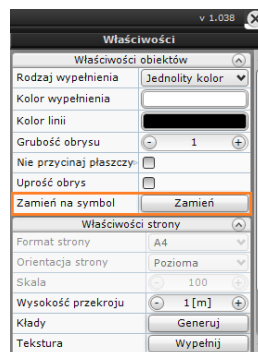 v 1.038
Właściwości
Właściwości obiektów
Rodzaj wypełnienia Jednolity kolor
Kolor wypełnienia
Kolor linii
Grubość obrysu - 1 +
Nie przycinaj płaszczy
Uprość obrys
Zamień na symbol Zamień
Właściwości strony
Format strony A4
Orientacja strony Pozioma
Skala - 100 +
Wysokość przekroju - 1[m] +
Kłady Generuj
Tekstura Wypełnij